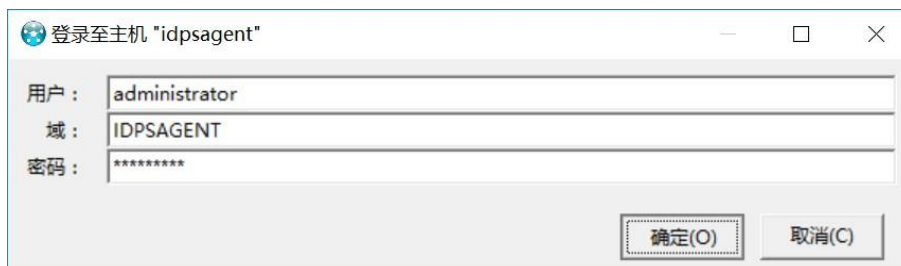 登录至主机 "idpsagent"
用户： administrator
域： IDPSAGENT
密码： *********
确定(O) 取消(C)